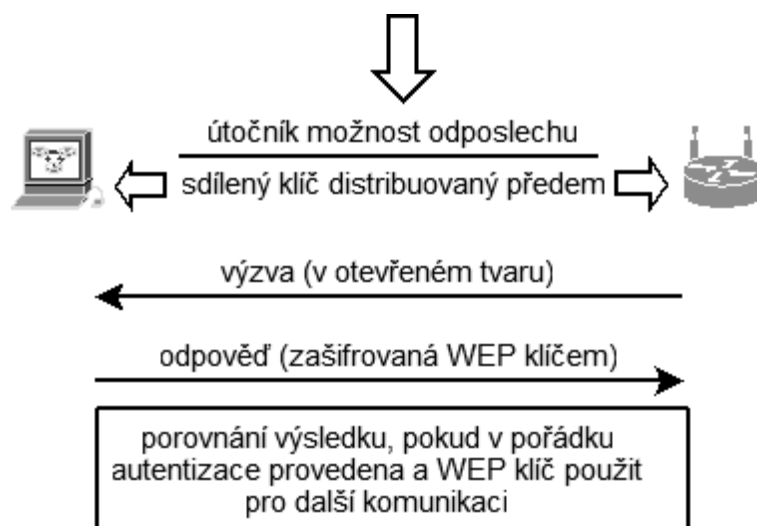 útočník možnost odposlechu
sdílený klíč distribuovaný předem
výzva (v otevřeném tvaru)
odpověď (zašifrovaná WEP klíčem)
porovnání výsledku, pokud v pořádku
autentizace provedena a WEP klíč použit
pro další komunikaci